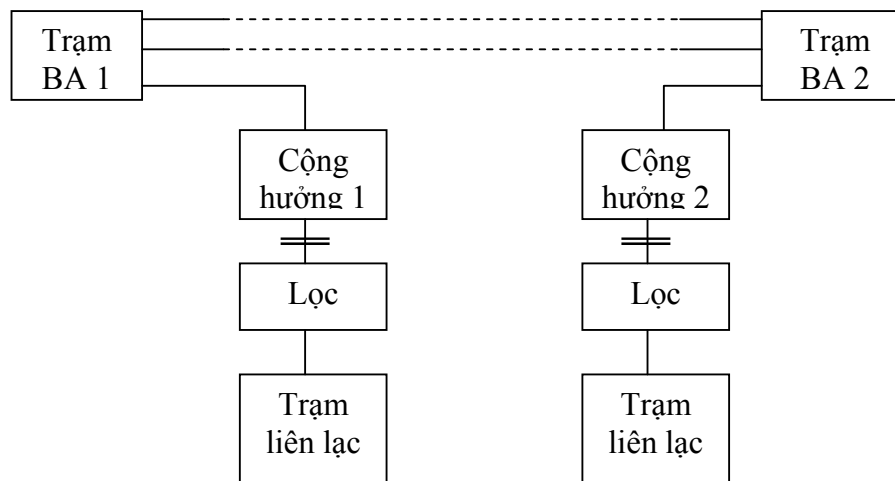 Trạm
BA 1
Trạm
BA 2
Cộng
hưởng 1
Cộng
hưởng 2
Lọc
Lọc
Trạm
liên lạc
Trạm
liên lạc